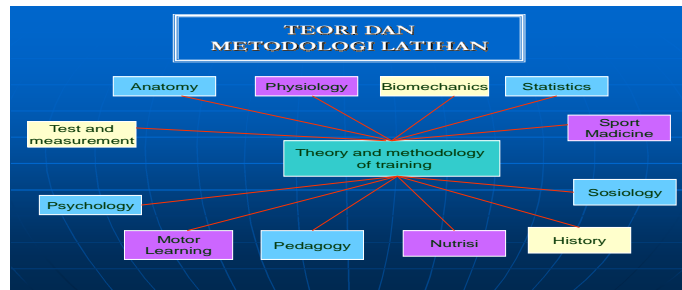 TEORI DAN
METODOLOGI LATIHAN
Anatomy
Physiology
Biomechanics
Statistics
Test and
measurement
Sport
Madicine
Theory and methodology
of training
Psychology
Sosiology
Motor
Learning
Pedagogy
Nutrisi
History